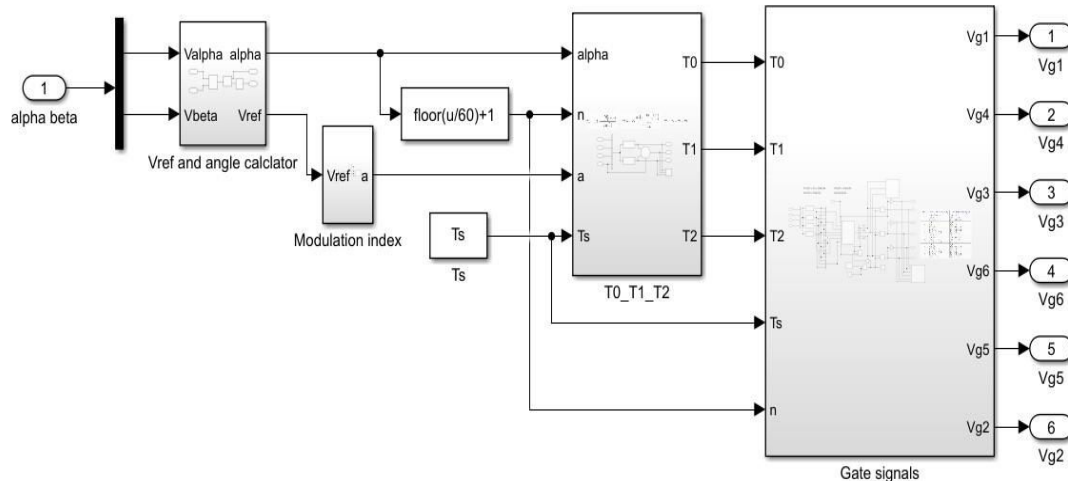 1
alpha beta
Valpha alpha
Vbeta Vref
Vref and angle calclator
floor(u/60)+1
Vref a
Modulation index
Ts
Ts
alpha T0
n
T1
a
Ts T2
T0_T1_T2
T0
T1
T2
Ts
n
Vg1
Vg4
Vg3
Vg6
Vg5
Vg2
Gate signals
1
Vg1
2
Vg4
3
Vg3
4
Vg6
5
Vg5
6
Vg2